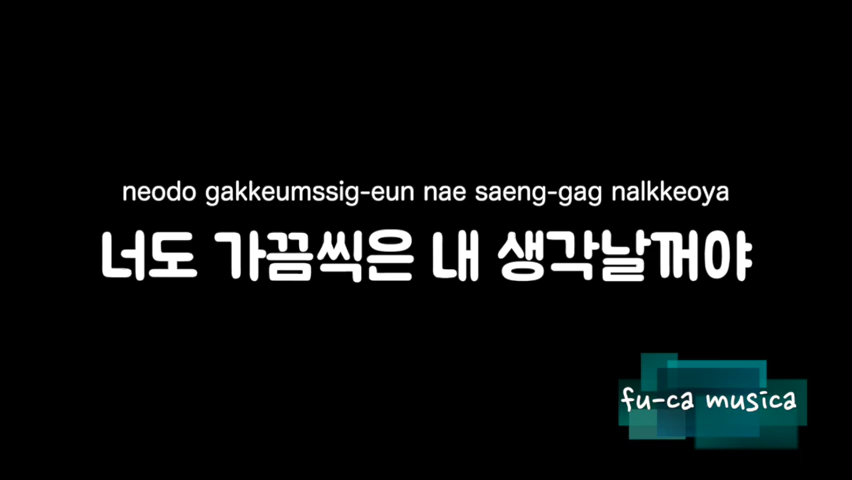 neodo gakkeumssig-eun nae saeng-gag nalkkeoya
너도 가끔씩은 내 생각날꺼야
fu-ca musica